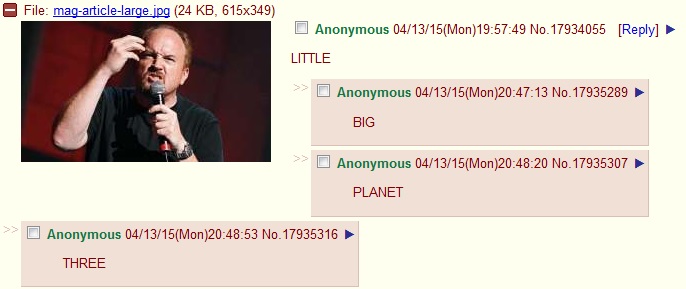 File: mag-article-large.jpg (24 KB, 615x349)
Anonymous 04/13/15(Mon)19:57:49 No.17934055 [Reply] ▶
LITTLE
>> Anonymous 04/13/15(Mon)20:47:13 No.17935289 ▶
BIG
>> Anonymous 04/13/15(Mon)20:48:20 No.17935307 ▶
PLANET
>> Anonymous 04/13/15(Mon)20:48:53 No.17935316 ▶
THREE